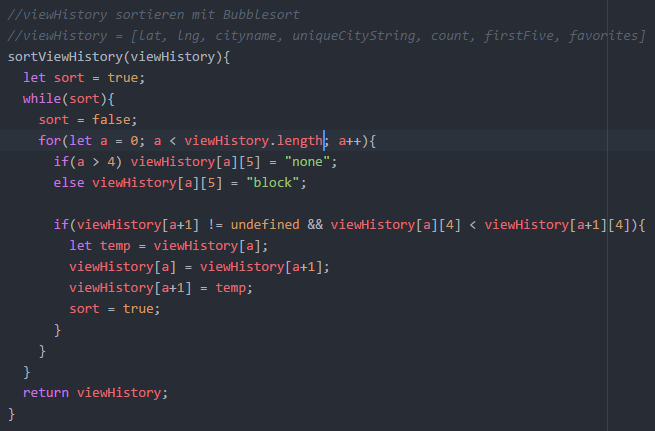 //viewHistory sortieren mit Bubblesort
//viewHistory = [lat, lng, cityname, uniqueCityString, count, firstFive, favorites]
sortViewHistory(viewHistory){
  let sort = true;
  while(sort){
    sort = false;
    for(let a = 0; a < viewHistory.length; a++){
      if(a > 4) viewHistory[a][5] = "none";
      else viewHistory[a][5] = "block";

      if(viewHistory[a+1] != undefined && viewHistory[a][4] < viewHistory[a+1][4]){
        let temp = viewHistory[a];
        viewHistory[a] = viewHistory[a+1];
        viewHistory[a+1] = temp;
        sort = true;
      }
    }
  }
  return viewHistory;
}